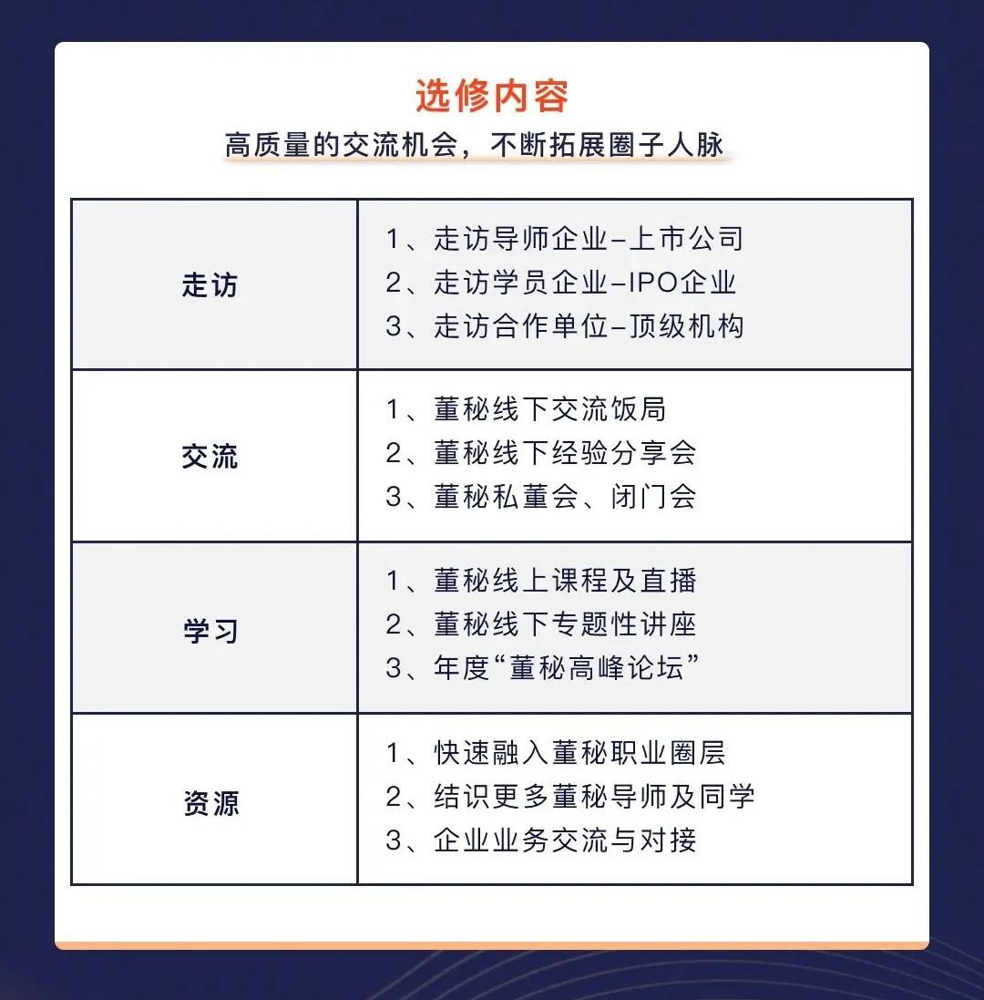 选修内容
高质量的交流机会，不断拓展圈子人脉
走访
1、走访导师企业–上市公司
2、走访学员企业–IPO企业
3、走访合作单位–顶级机构
交流
1、董秘线下交流饭局
2、董秘线下经验分享会
3、董秘私董会、闭门会
学习
1、董秘线上课程及直播
2、董秘线下专题性讲座
3、年度“董秘高峰论坛”
资源
1、快速融入董秘职业圈层
2、结识更多董秘导师及同学
3、企业业务交流与对接